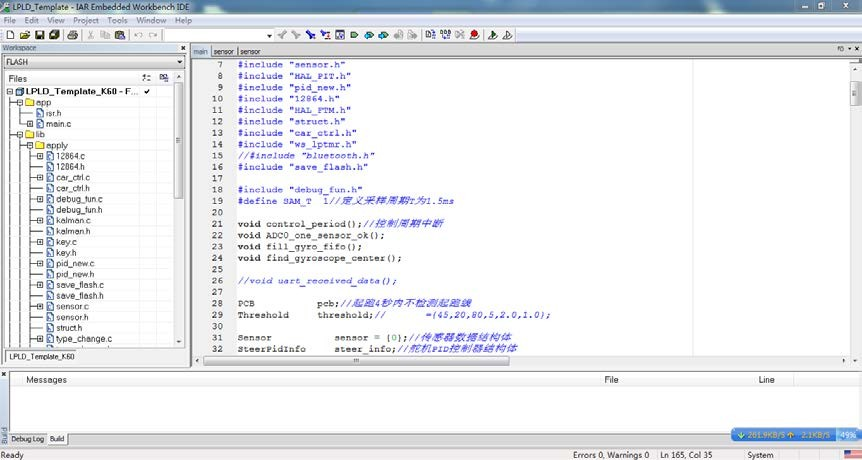 LPLD_Template - IAR Embedded Workbench IDE
File Edit View Project Tools Window Help
Workspace
FLASH
Files
LPLD_Template_K60 - F...
app
isr.h
main.c
lib
apply
12864.c
12864.h
car_ctrl.c
car_ctrl.h
debug_fun.c
debug_fun.h
kalman.c
kalman.h
key.c
key.h
pid_new.c
pid_new.h
save_flash.c
save_flash.h
sensor.c
sensor.h
struct.h
type_change.c
LPLD_Template_K60
main sensor sensor
f()
7 #include "sensor.h"
8 #include "HAL_PIT.h"
9 #include "pid_new.h"
10 #include "12864.h"
11 #include "HAL_FTM.h"
12 #include "struct.h"
13 #include "car_ctrl.h"
14 #include "ws_lptmr.h"
15 //#include "bluetooth.h"
16 #include "save_flash.h"
17
18 #include "debug_fun.h"
19 #define SAM_T 1//定义采样周期T为1.5ms
20
21 void control_period();//控制周期中断
22 void ADC0_one_sensor_ok();
23 void fill_gyro_fifo();
24 void find_gyroscope_center();
25
26 //void uart_received_data();
27
28 PCB pcb;//起跑4秒内不检测起跑线
29 Threshold threshold;// ={45,20,80,5,2.0,1.0};
30
31 Sensor sensor = {0};//传感器数据结构体
32 SteerPidInfo steer_info;//舵机PID控制器结构体
Messages File Line
Build
Debug Log Build
261.9KB/S 2.1KB/S 49%
Ready Errors 0, Warnings 0 Ln 165, Col 35 System